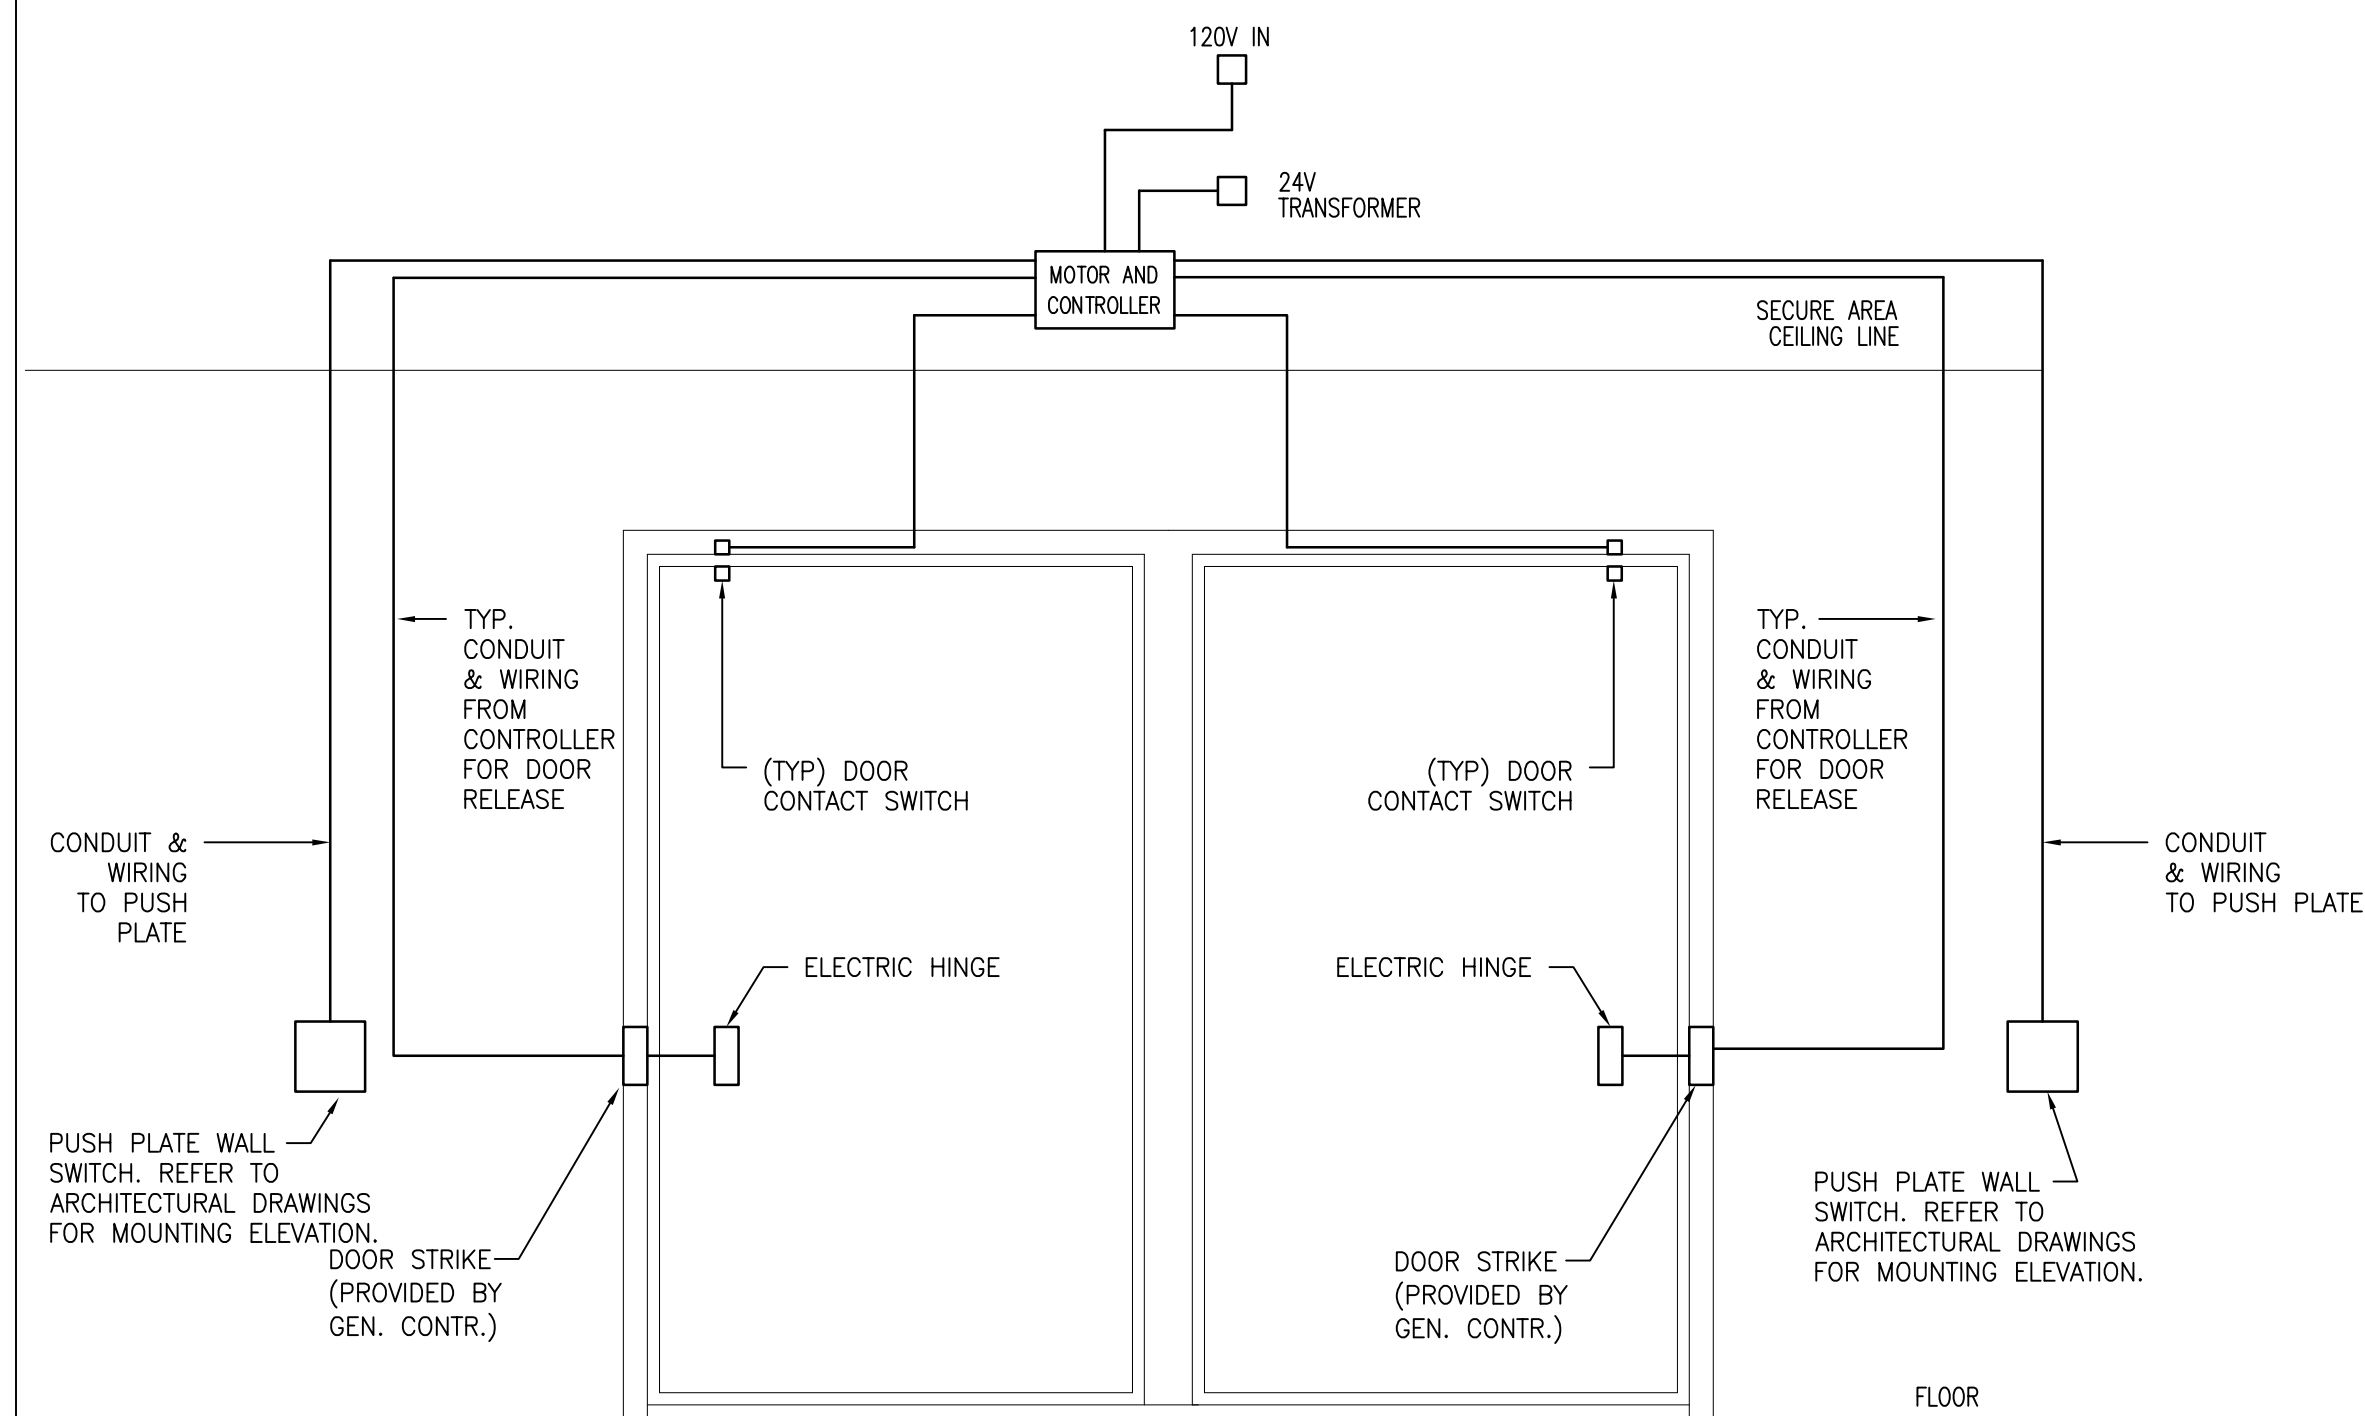 120V IN
24V
TRANSFORMER
MOTOR AND
CONTROLLER
SECURE AREA
CEILING LINE
TYP.
CONDUIT
& WIRING
FROM
CONTROLLER
FOR DOOR
RELEASE
TYP.
CONDUIT
& WIRING
FROM
CONTROLLER
FOR DOOR
RELEASE
(TYP) DOOR
CONTACT SWITCH
(TYP) DOOR
CONTACT SWITCH
CONDUIT &
WIRING
TO PUSH
PLATE
CONDUIT
& WIRING
TO PUSH PLATE
ELECTRIC HINGE
ELECTRIC HINGE
PUSH PLATE WALL
SWITCH. REFER TO
ARCHITECTURAL DRAWINGS
FOR MOUNTING ELEVATION.
DOOR STRIKE
(PROVIDED BY
GEN. CONTR.)
DOOR STRIKE
(PROVIDED BY
GEN. CONTR.)
PUSH PLATE WALL
SWITCH. REFER TO
ARCHITECTURAL DRAWINGS
FOR MOUNTING ELEVATION.
FLOOR